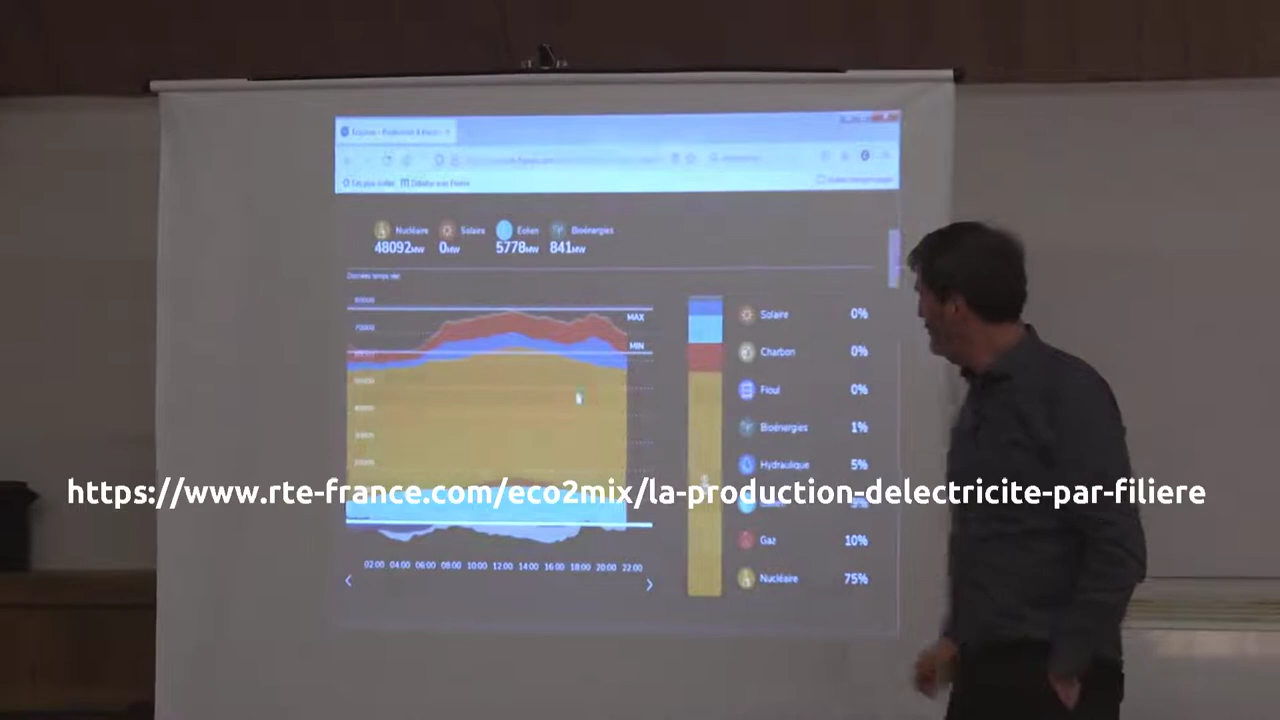 Nucléaire Solaire Eolien Bioénergies
48092MW 0MW 5778MW 841MW
Données temps réel
MAX
MIN
02:00 04:00 06:00 08:00 10:00 12:00 14:00 16:00 18:00 20:00 22:00
Solaire 0%
Charbon 0%
Fioul 0%
Bioénergies 1%
Hydraulique 5%
https://www.rte-france.com/eco2mix/la-production-delectricite-par-filiere
Gaz 10%
Nucléaire 75%